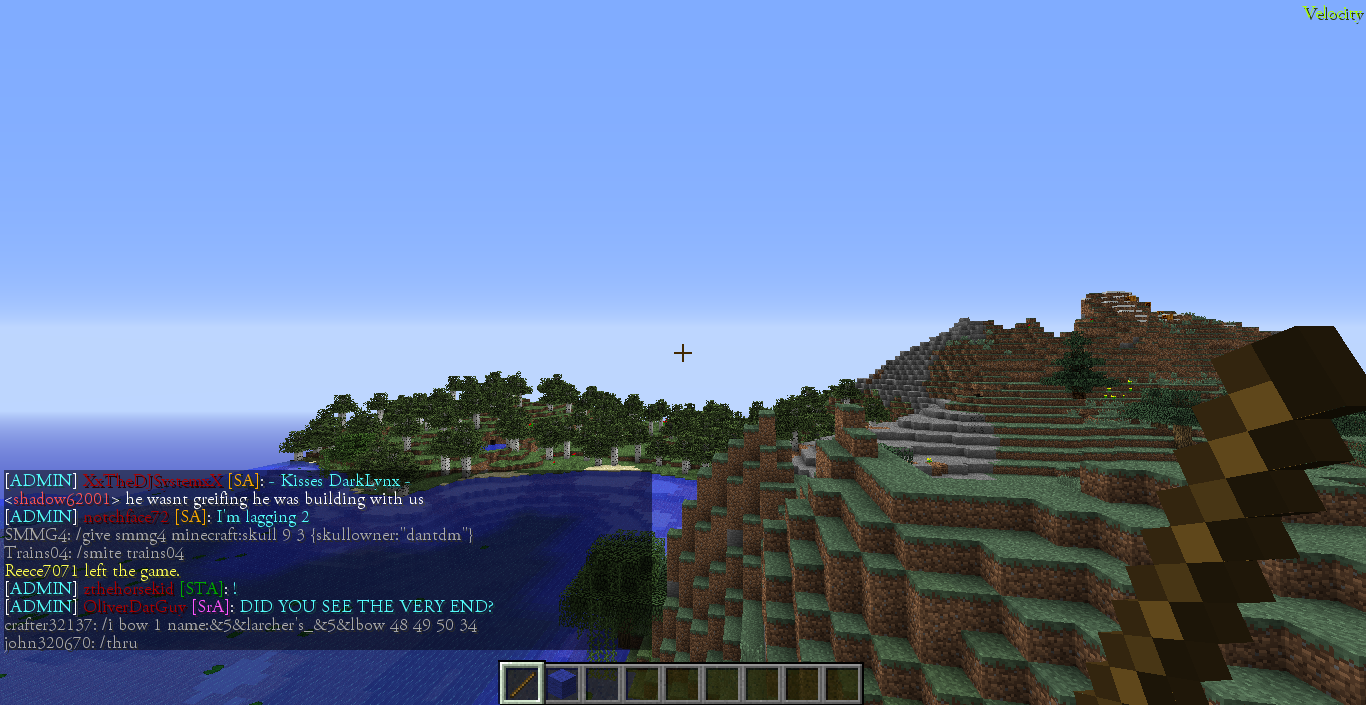 Velocity
[ADMIN] XxTheDJSystemxX [SA]: - Kisses DarkLynx -
<shadow62001> he wasnt greifing he was building with us
[ADMIN] notchface72 [SA]: I'm lagging 2
SMMG4: /give smmg4 minecraft:skull 9 3 {skullowner:"dantdm"}
Trains04: /smite trains04
Reece7071 left the game.
[ADMIN] zthehorsekid [STA]: !
[ADMIN] OliverDatGuy [SrA]: DID YOU SEE THE VERY END?
crafter32137: /i bow 1 name:&5&larcher's_&5&lbow 48 49 50 34
john320670: /thru